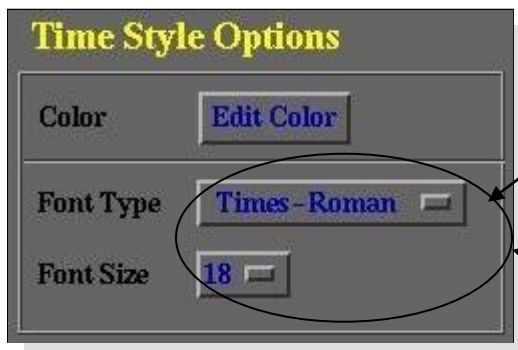 Time Style Options
Color Edit Color
Font Type Times-Roman
Font Size 18